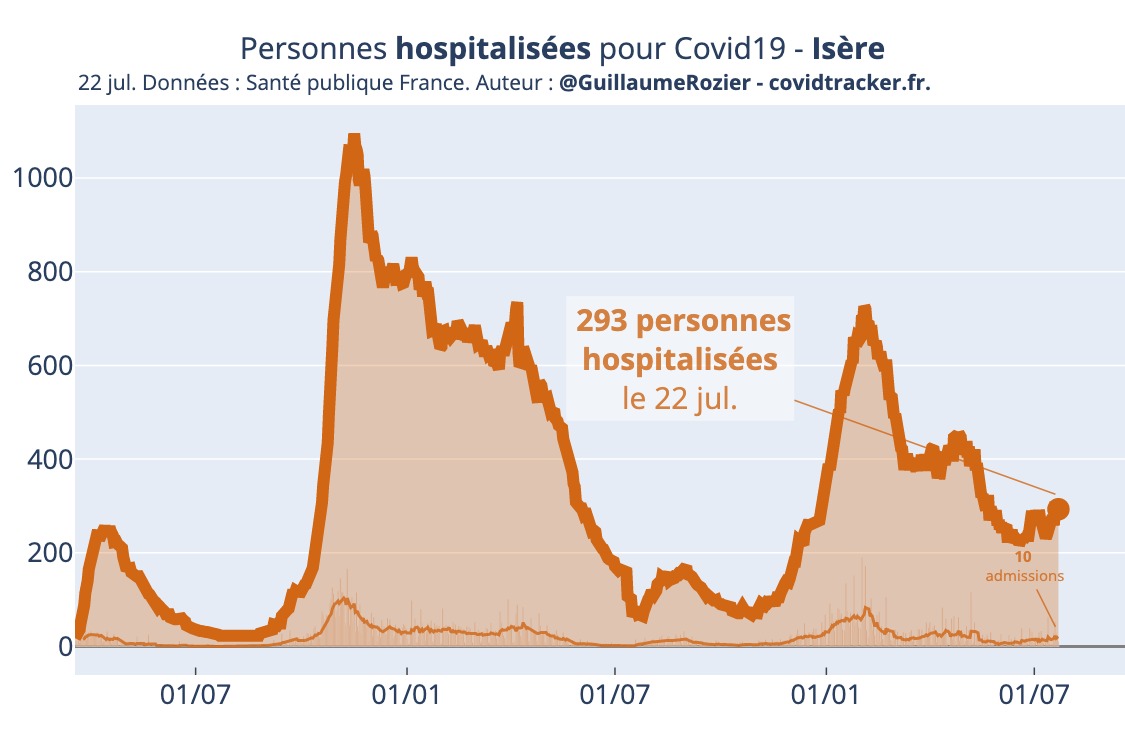 Personnes hospitalisées pour Covid19 - Isère
22 jul. Données : Santé publique France. Auteur : @GuillaumeRozier - covidtracker.fr.
1000
800
600
400
200
0
293 personnes
hospitalisées
le 22 jul.
10
admissions
01/07
01/01
01/07
01/01
01/07